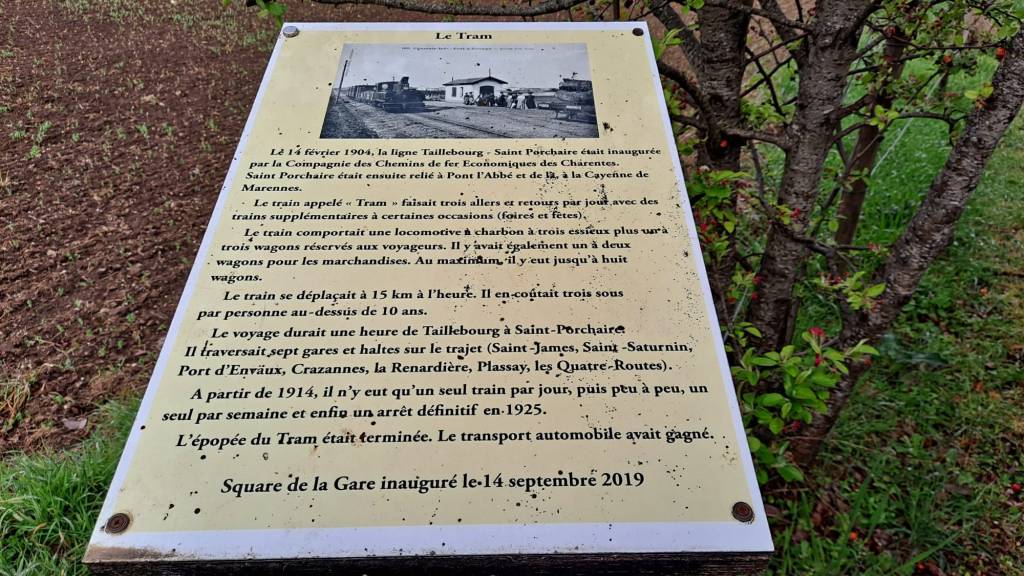 Le Tram
Le 14 février 1904, la ligne Taillebourg - Saint Porchaire était inaugurée
par la Compagnie des Chemins de fer Economiques des Charentes.
Saint Porchaire était ensuite relié à Pont l'Abbé et de là, à la Cayenne de
Marennes.
Le train appelé « Tram » faisait trois allers et retours par jour avec des
trains supplémentaires à certaines occasions (foires et fêtes).
Le train comportait une locomotive à charbon à trois essieux plus un à
trois wagons réservés aux voyageurs. Il y avait également un à deux
wagons pour les marchandises. Au maximum, il y eut jusqu'à huit
wagons.
Le train se déplaçait à 15 km à l'heure. Il en coûtait trois sous
par personne au-dessus de 10 ans.
Le voyage durait une heure de Taillebourg à Saint-Porchaire.
Il traversait sept gares et haltes sur le trajet (Saint-James, Saint-Saturnin,
Port d'Envaux, Crazannes, la Renardière, Plassay, les Quatre-Routes).
A partir de 1914, il n'y eut qu'un seul train par jour, puis peu à peu, un
seul par semaine et enfin un arrêt définitif en 1925.
L'épopée du Tram était terminée. Le transport automobile avait gagné.
Square de la Gare inauguré le 14 septembre 2019